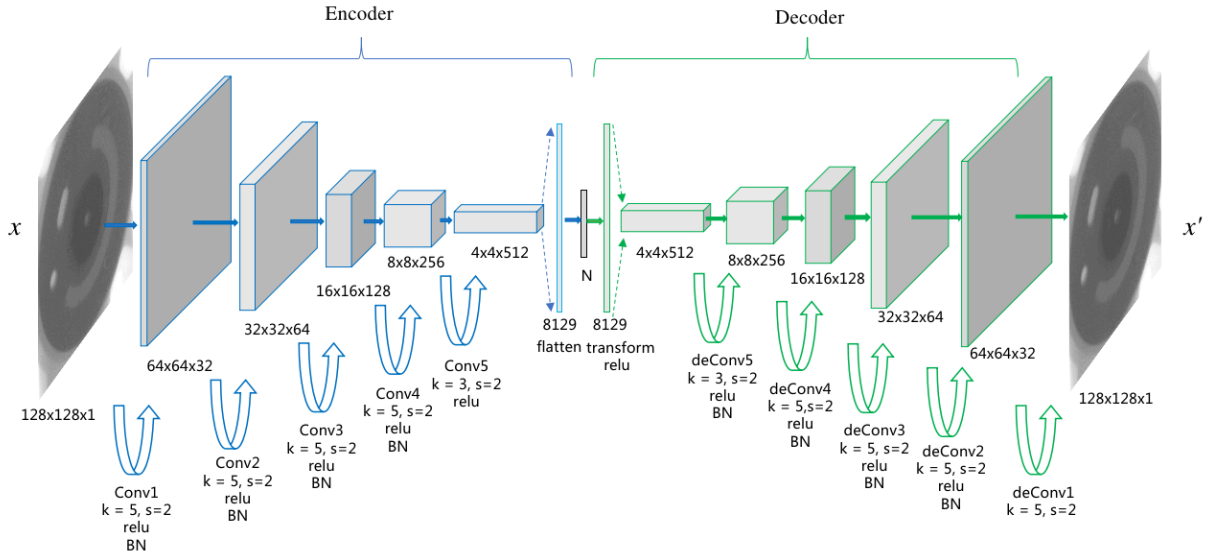 Encoder
Decoder
x
x′
128x128x1
64x64x32
32x32x64
16x16x128
8x8x256
4x4x512
8129
flatten
N
8129
transform
relu
4x4x512
8x8x256
16x16x128
32x32x64
64x64x32
128x128x1
Conv1
k = 5, s=2
relu
BN
Conv2
k = 5, s=2
relu
BN
Conv3
k = 5, s=2
relu
BN
Conv4
k = 5, s=2
relu
BN
Conv5
k = 3, s=2
relu
deConv5
k = 3, s=2
relu
BN
deConv4
k = 5,s=2
relu
BN
deConv3
k = 5, s=2
relu
BN
deConv2
k = 5, s=2
relu
BN
deConv1
k = 5, s=2